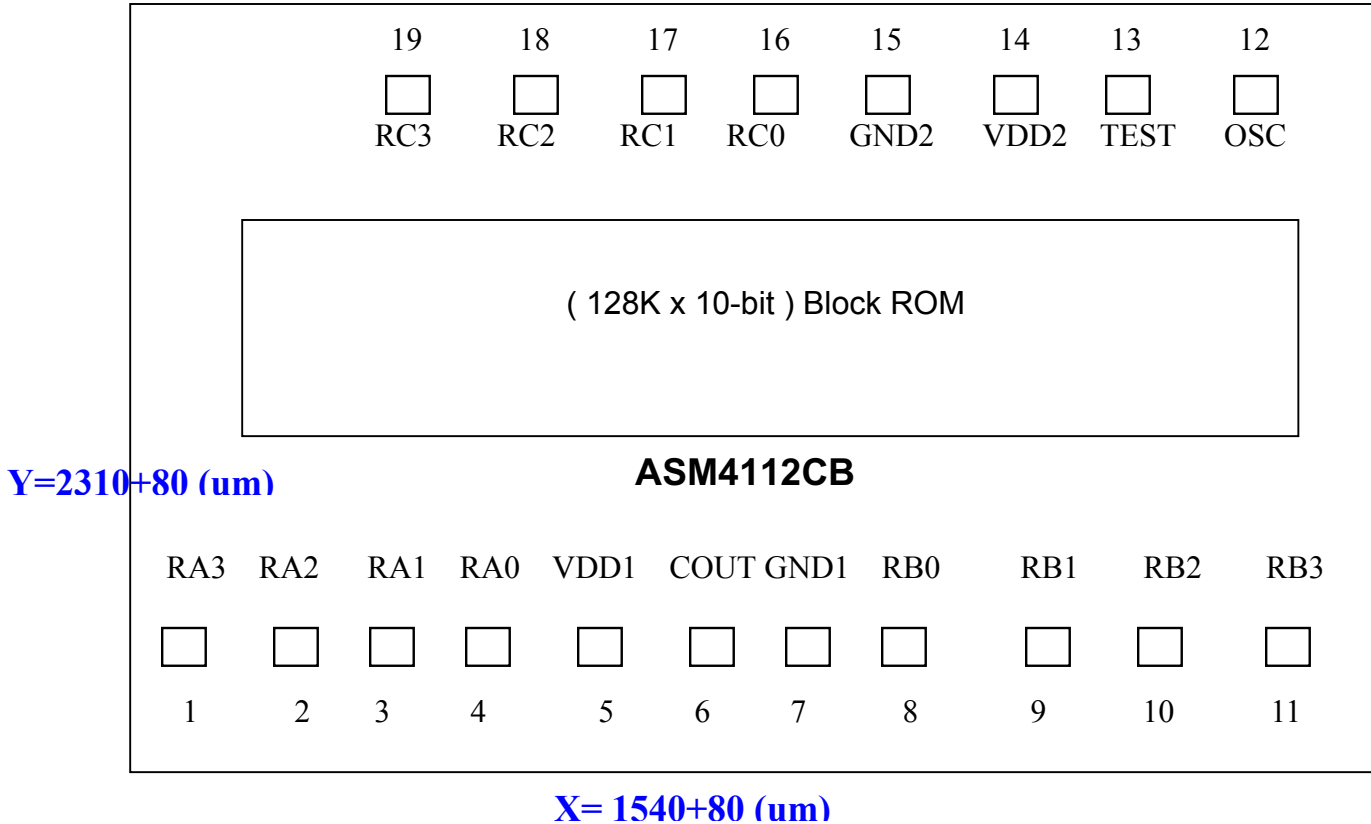 19 18 17 16 15 14 13 12
RC3 RC2 RC1 RC0 GND2 VDD2 TEST OSC
( 128K x 10-bit ) Block ROM
ASM4112CB
Y=2310+80 (um)
RA3 RA2 RA1 RA0 VDD1 COUT GND1 RB0 RB1 RB2 RB3
1 2 3 4 5 6 7 8 9 10 11
X= 1540+80 (um)